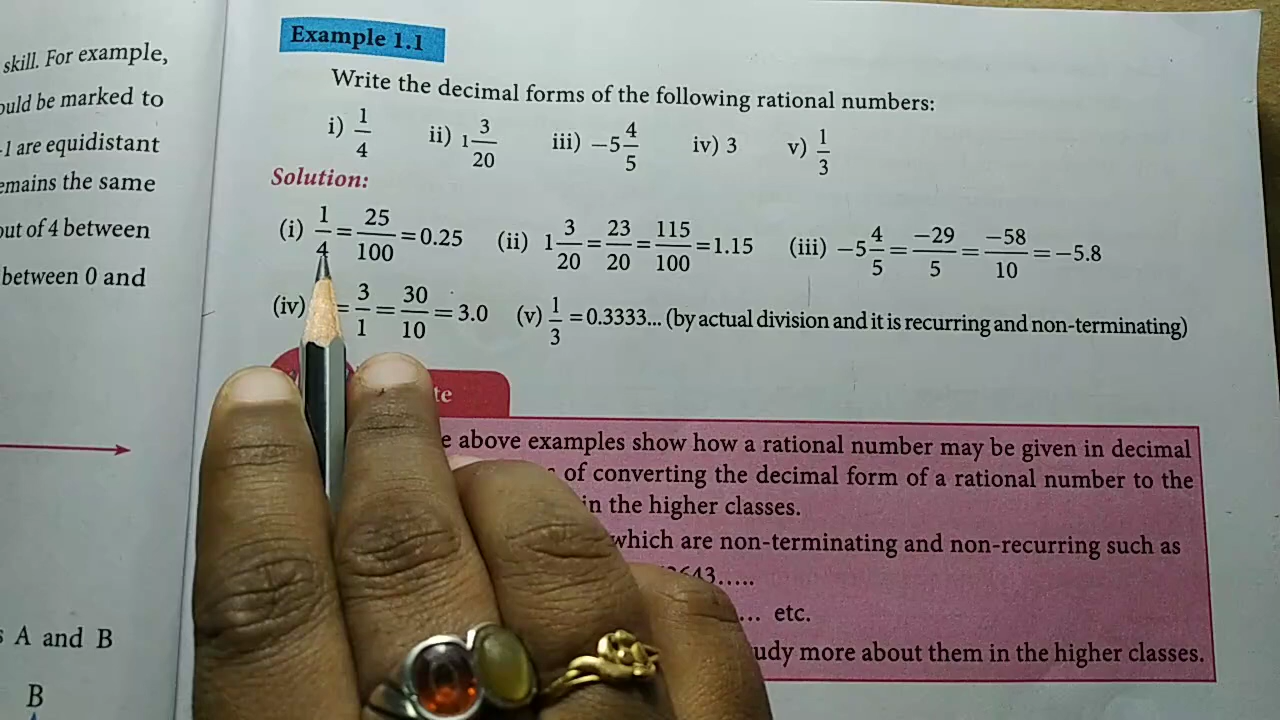 skill. For example,
ould be marked to
-1 are equidistant
emains the same
out of 4 between
between 0 and
s A and B
B
Example 1.1
Write the decimal forms of the following rational numbers:
i) 1/4 ii) 1 3/20 iii) −5 4/5 iv) 3 v) 1/3
Solution:
(i) 1/4 = 25/100 = 0.25 (ii) 1 3/20 = 23/20 = 115/100 = 1.15 (iii) −5 4/5 = −29/5 = −58/10 = −5.8
(iv) = 3/1 = 30/10 = 3.0 (v) 1/3 = 0.3333... (by actual division and it is recurring and non-terminating)
te
e above examples show how a rational number may be given in decimal
of converting the decimal form of a rational number to the
in the higher classes.
which are non-terminating and non-recurring such as
643.....
... etc.
udy more about them in the higher classes.